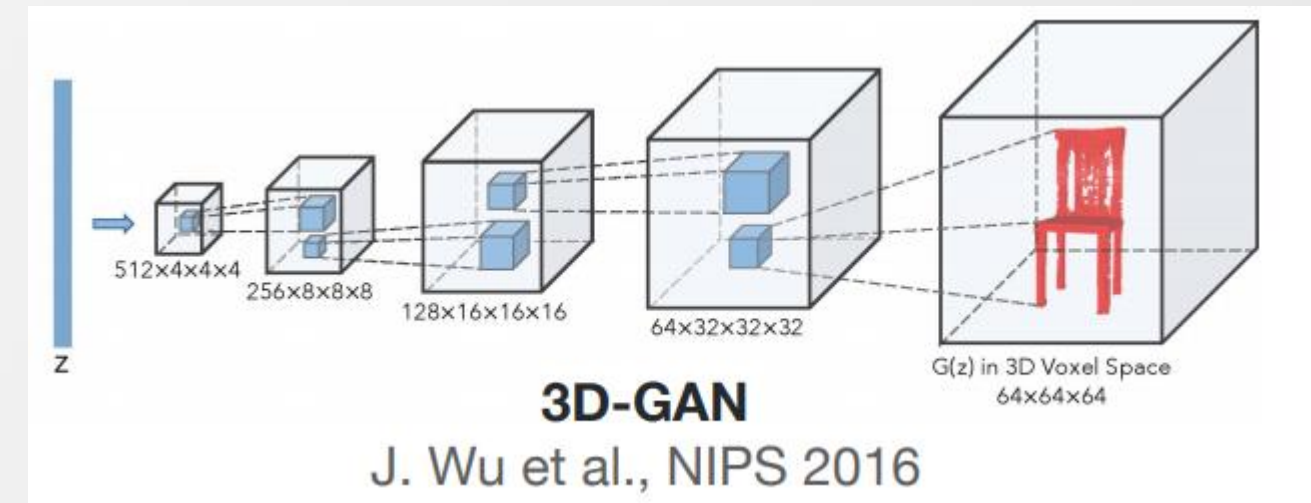 512×4×4×4
256×8×8×8
128×16×16×16
64×32×32×32
z
G(z) in 3D Voxel Space
64×64×64
3D-GAN
J. Wu et al., NIPS 2016